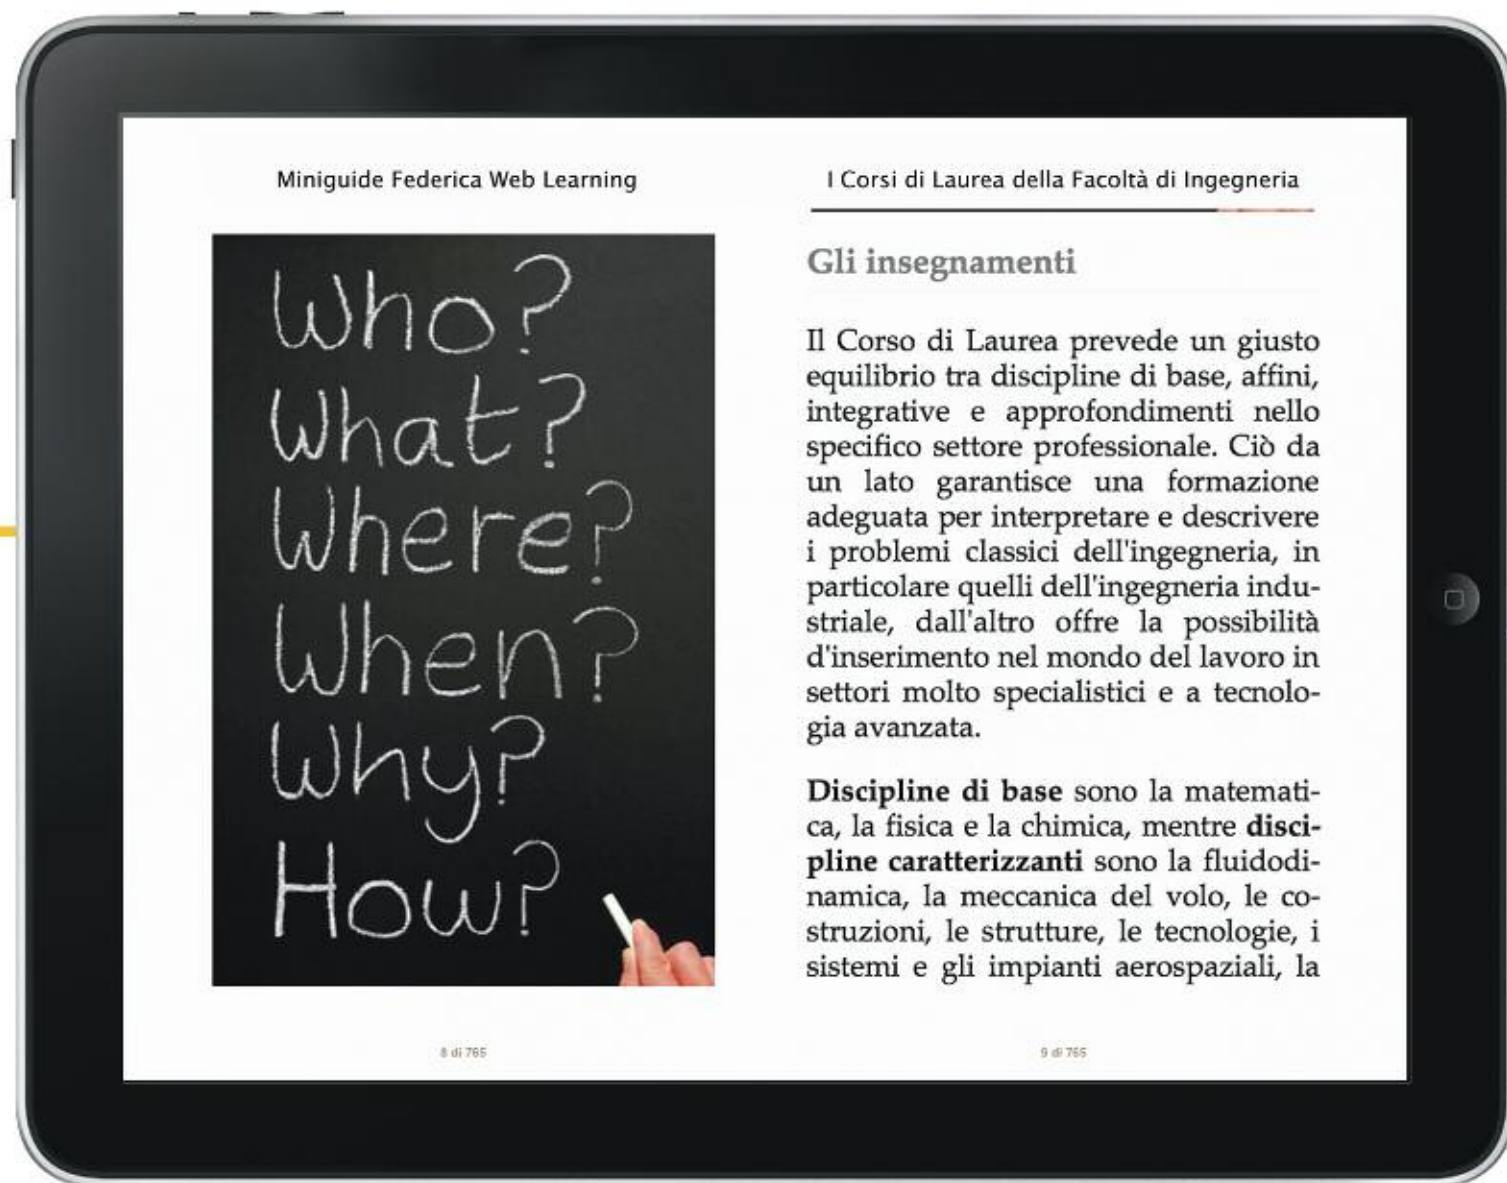 Miniguide Federica Web Learning
Who?
What?
Where?
When?
Why?
How?
8 di 765
I Corsi di Laurea della Facoltà di Ingegneria
Gli insegnamenti
Il Corso di Laurea prevede un giusto
equilibrio tra discipline di base, affini,
integrative e approfondimenti nello
specifico settore professionale. Ciò da
un lato garantisce una formazione
adeguata per interpretare e descrivere
i problemi classici dell'ingegneria, in
particolare quelli dell'ingegneria indu-
striale, dall'altro offre la possibilità
d'inserimento nel mondo del lavoro in
settori molto specialistici e a tecnolo-
gia avanzata.
Discipline di base sono la matemati-
ca, la fisica e la chimica, mentre disci-
pline caratterizzanti sono la fluidodi-
namica, la meccanica del volo, le co-
struzioni, le strutture, le tecnologie, i
sistemi e gli impianti aerospaziali, la
9 di 765